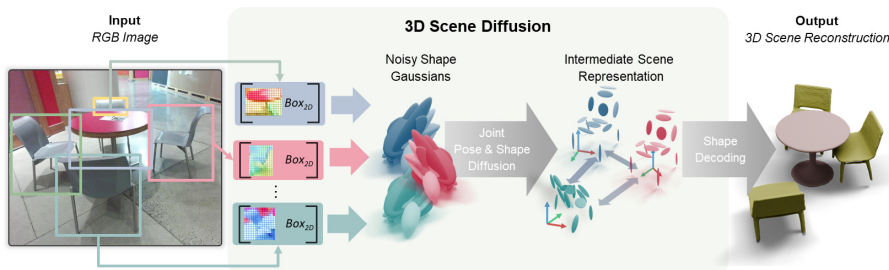 Input
RGB Image
3D Scene Diffusion
Output
3D Scene Reconstruction
Noisy Shape
Gaussians
Intermediate Scene
Representation
Box2D
Box2D
...
Box2D
Joint
Pose & Shape
Diffusion
Shape
Decoding